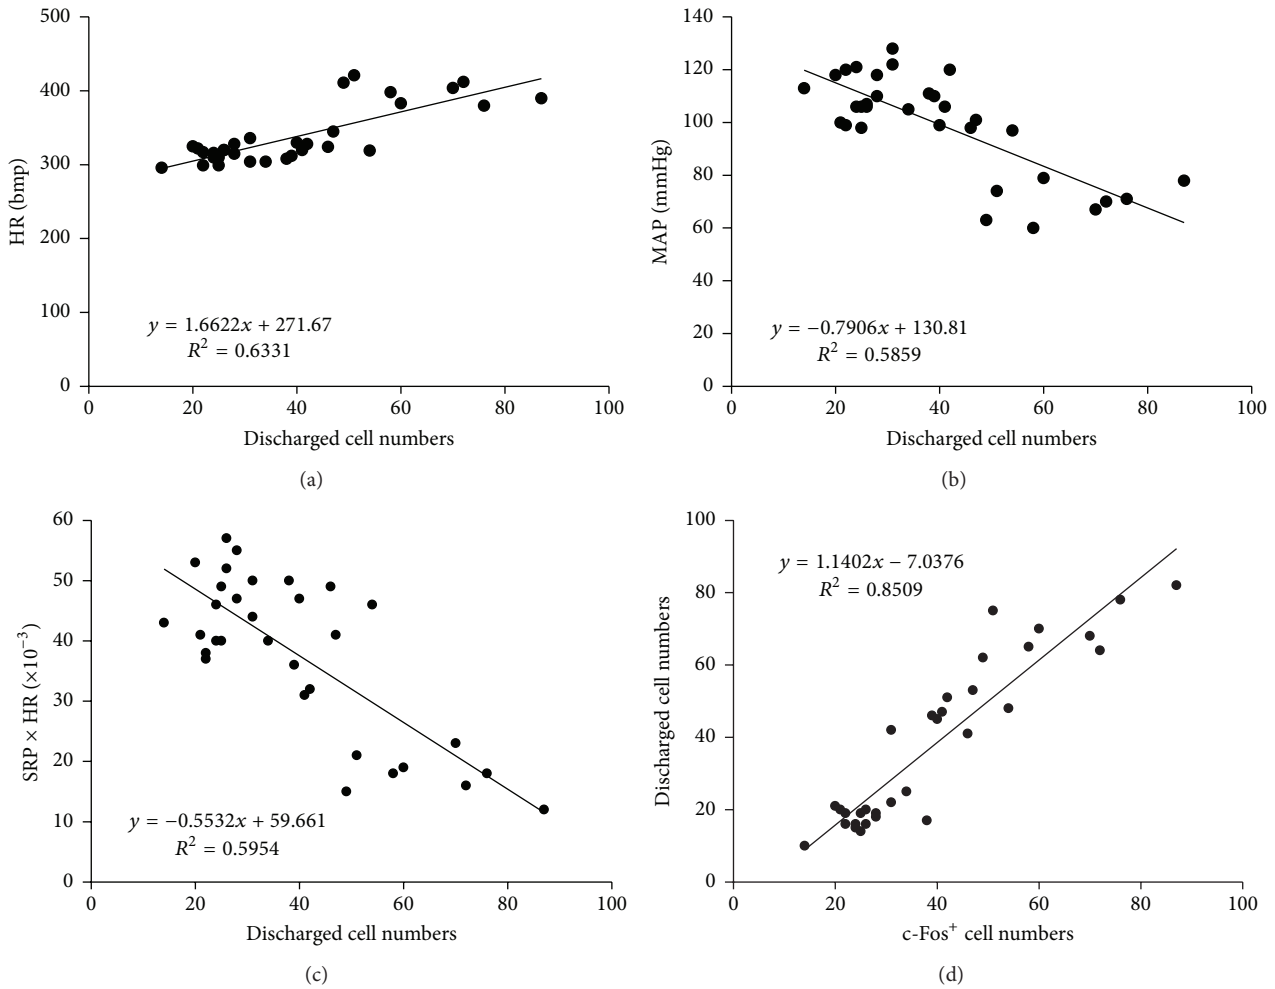 500
400
300
200
100
0
HR (bmp)
y = 1.6622x + 271.67
R² = 0.6331
0 20 40 60 80 100
Discharged cell numbers
(a)
140
120
100
80
60
40
20
0
MAP (mmHg)
y = −0.7906x + 130.81
R² = 0.5859
0 20 40 60 80 100
Discharged cell numbers
(b)
60
50
40
30
20
10
0
SRP × HR (×10⁻³)
y = −0.5532x + 59.661
R² = 0.5954
0 20 40 60 80 100
Discharged cell numbers
(c)
100
80
60
40
20
0
Discharged cell numbers
y = 1.1402x − 7.0376
R² = 0.8509
0 20 40 60 80 100
c-Fos⁺ cell numbers
(d)